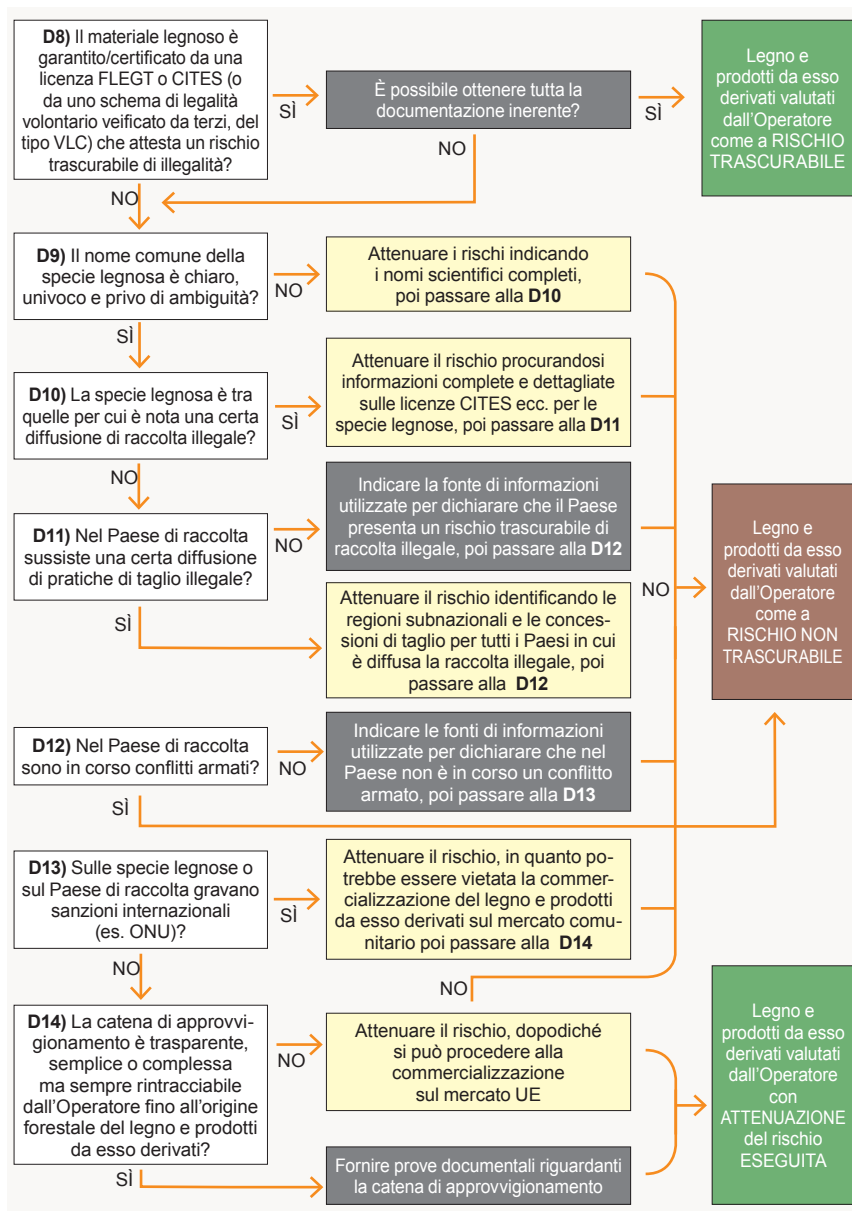 D8) Il materiale legnoso è
garantito/certificato da una
licenza FLEGT o CITES (o
da uno schema di legalità
volontario veificato da terzi, del
tipo VLC) che attesta un rischio
trascurabile di illegalità?
SÌ
È possibile ottenere tutta la
documentazione inerente?
SÌ
Legno e
prodotti da esso
derivati valutati
dall'Operatore
come a RISCHIO
TRASCURABILE
NO
NO
D9) Il nome comune della
specie legnosa è chiaro,
univoco e privo di ambiguità?
NO
Attenuare i rischi indicando
i nomi scientifici completi,
poi passare alla D10
SÌ
D10) La specie legnosa è tra
quelle per cui è nota una certa
diffusione di raccolta illegale?
SÌ
Attenuare il rischio procurandosi
informazioni complete e dettagliate
sulle licenze CITES ecc. per le
specie legnose, poi passare alla D11
NO
D11) Nel Paese di raccolta
sussiste una certa diffusione
di pratiche di taglio illegale?
NO
Indicare la fonte di informazioni
utilizzate per dichiarare che il Paese
presenta un rischio trascurabile di
raccolta illegale, poi passare alla D12
SÌ
Attenuare il rischio identificando le
regioni subnazionali e le conces-
sioni di taglio per tutti i Paesi in cui
è diffusa la raccolta illegale, poi
passare alla D12
NO
Legno e
prodotti da esso
derivati valutati
dall'Operatore
come a
RISCHIO NON
TRASCURABILE
D12) Nel Paese di raccolta
sono in corso conflitti armati?
NO
Indicare le fonti di informazioni
utilizzate per dichiarare che nel
Paese non è in corso un conflitto
armato, poi passare alla D13
SÌ
D13) Sulle specie legnose o
sul Paese di raccolta gravano
sanzioni internazionali
(es. ONU)?
SÌ
Attenuare il rischio, in quanto po-
trebbe essere vietata la commer-
cializzazione del legno e prodotti
da esso derivati sul mercato comu-
nitario poi passare alla D14
NO
NO
D14) La catena di approvvi-
gionamento è trasparente,
semplice o complessa
ma sempre rintracciabile
dall'Operatore fino all'origine
forestale del legno e prodotti
da esso derivati?
NO
Attenuare il rischio, dopodiché
si può procedere alla
commercializzazione
sul mercato UE
Legno e
prodotti da esso
derivati valutati
dall'Operatore
con
ATTENUAZIONE
del rischio
ESEGUITA
SÌ
Fornire prove documentali riguardanti
la catena di approvvigionamento